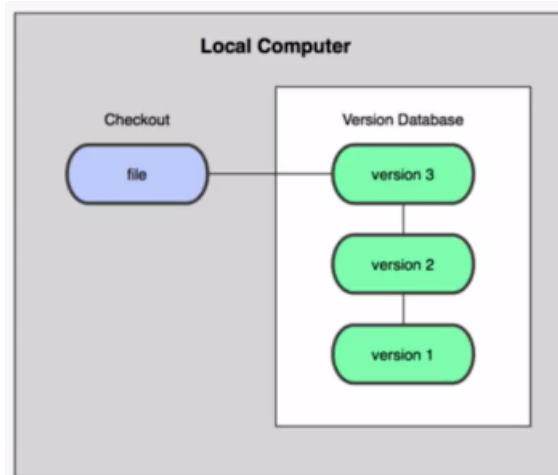 Local Computer
Checkout
Version Database
file
version 3
version 2
version 1